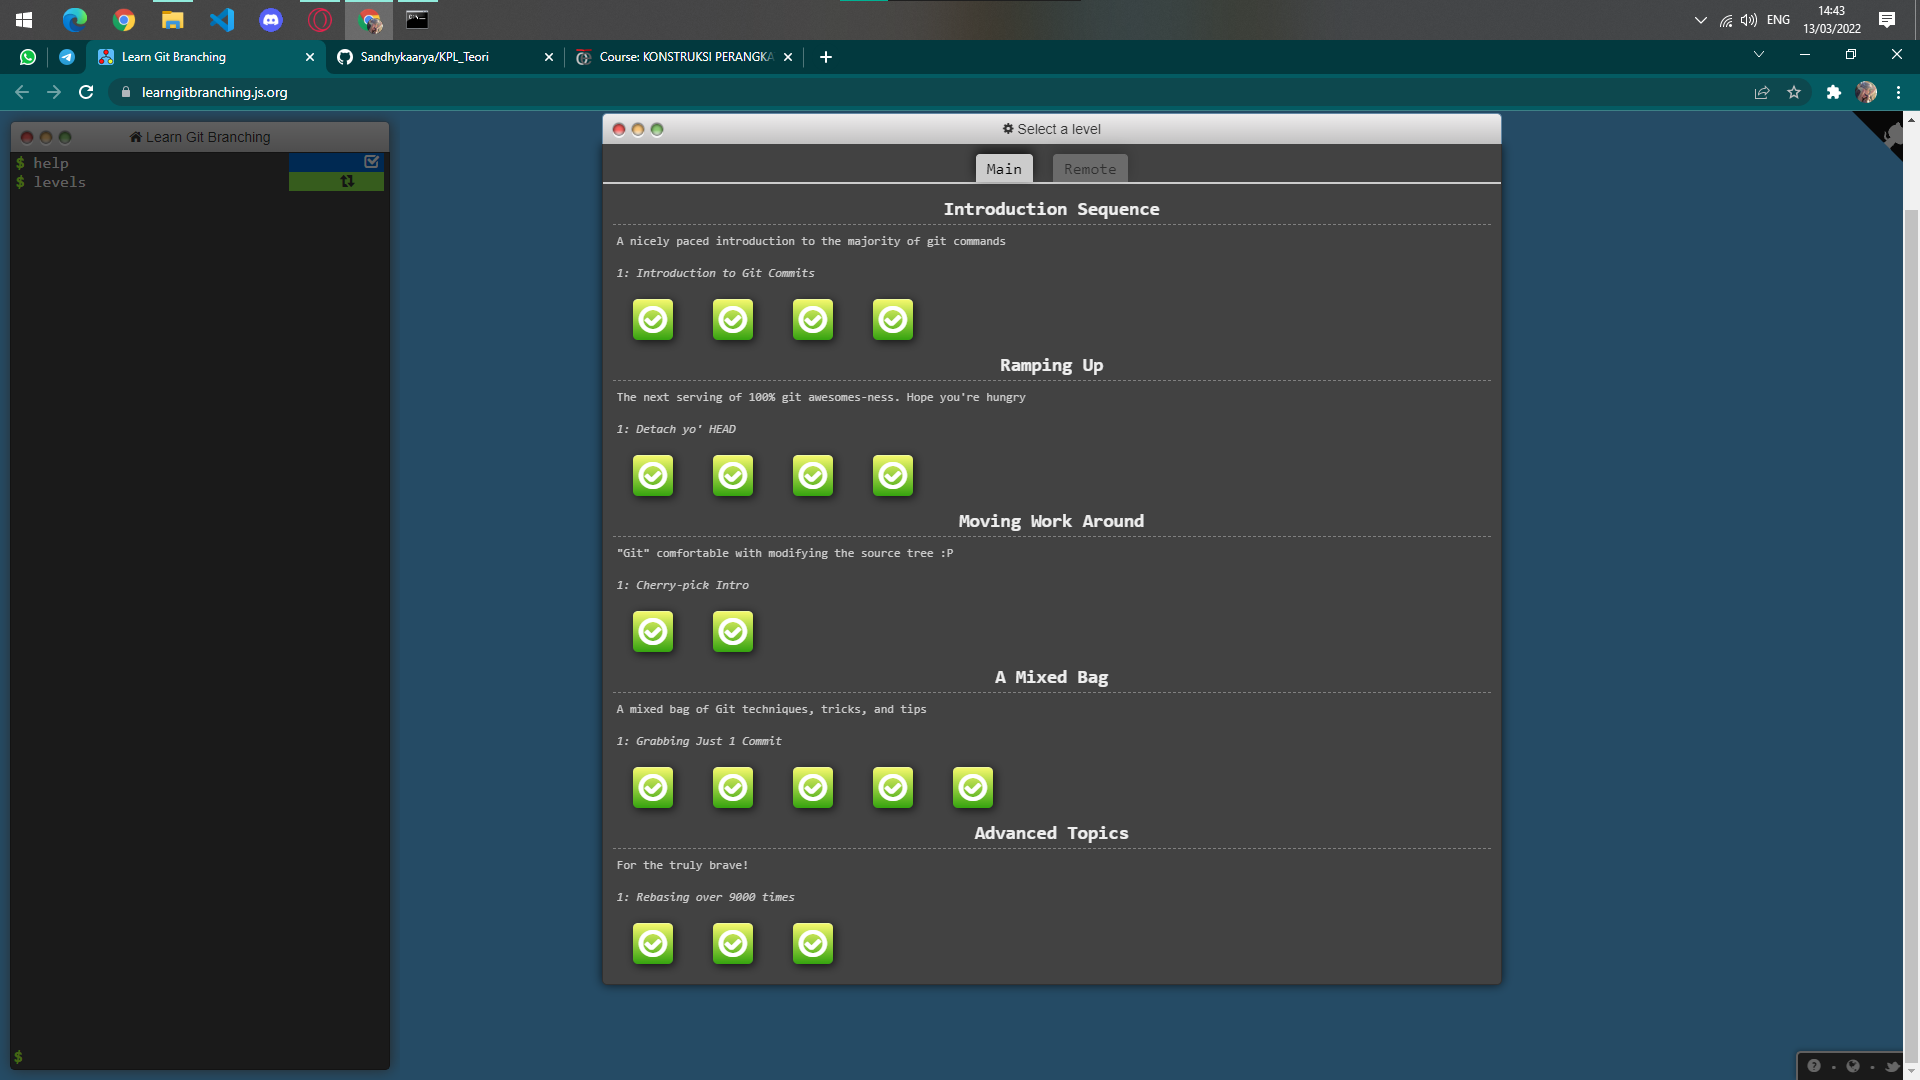 ENG
14:43
13/03/2022
Learn Git Branching
Sandhykaarya/KPL_Teori
Course: KONSTRUKSI PERANGKA
learngitbranching.js.org
Learn Git Branching
$ help
$ levels
$
Select a level
Main
Remote
Introduction Sequence
A nicely paced introduction to the majority of git commands
1: Introduction to Git Commits
Ramping Up
The next serving of 100% git awesomes-ness. Hope you're hungry
1: Detach yo' HEAD
Moving Work Around
"Git" comfortable with modifying the source tree :P
1: Cherry-pick Intro
A Mixed Bag
A mixed bag of Git techniques, tricks, and tips
1: Grabbing Just 1 Commit
Advanced Topics
For the truly brave!
1: Rebasing over 9000 times